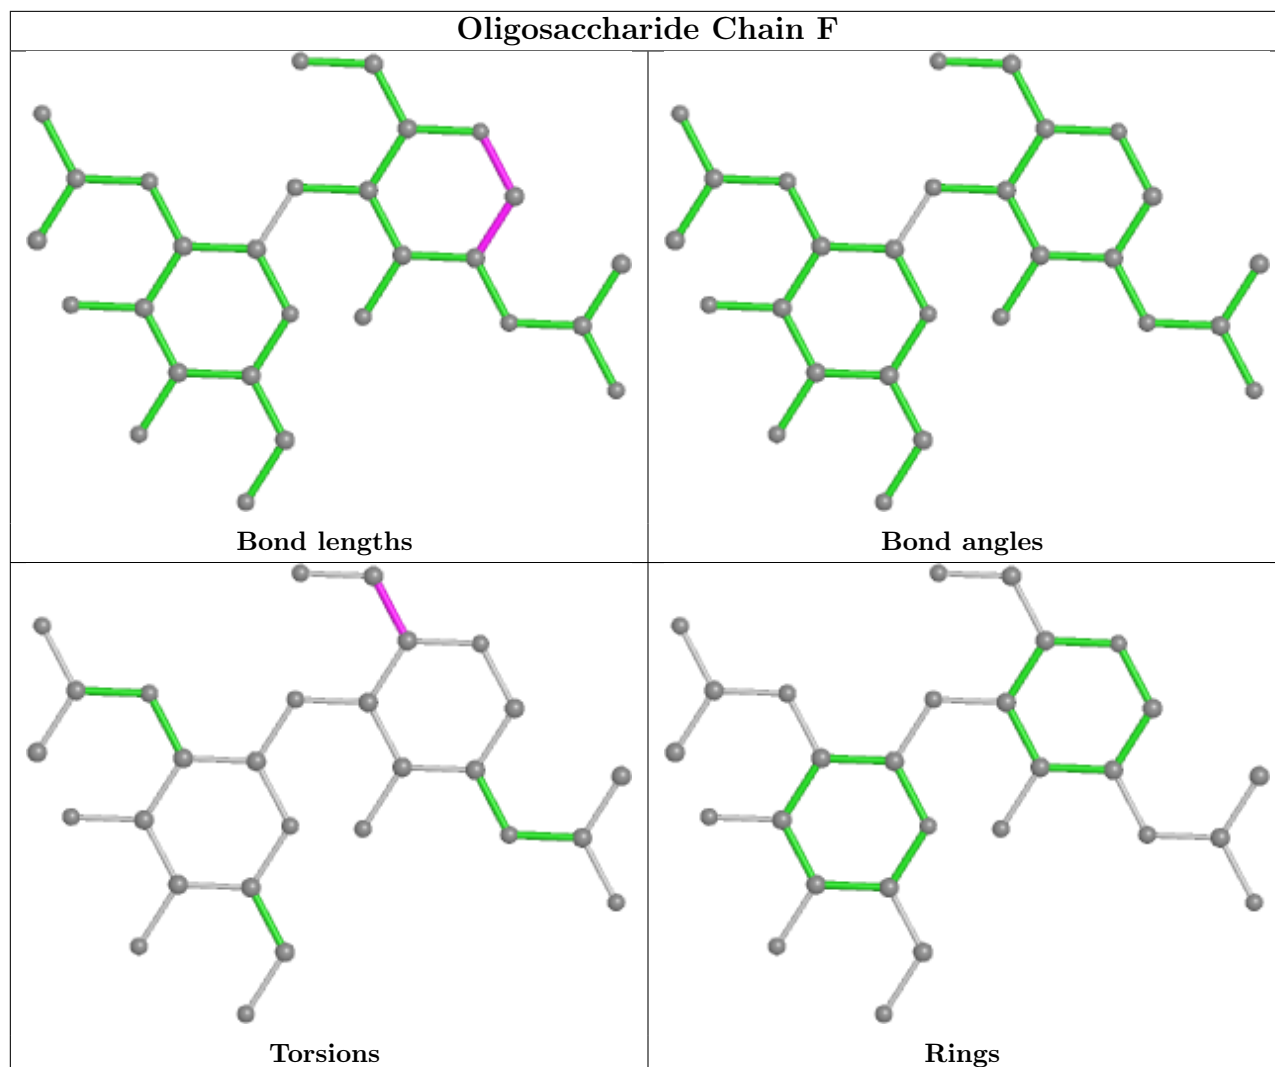 Oligosaccharide Chain F
Bond lengths
Bond angles
Torsions
Rings